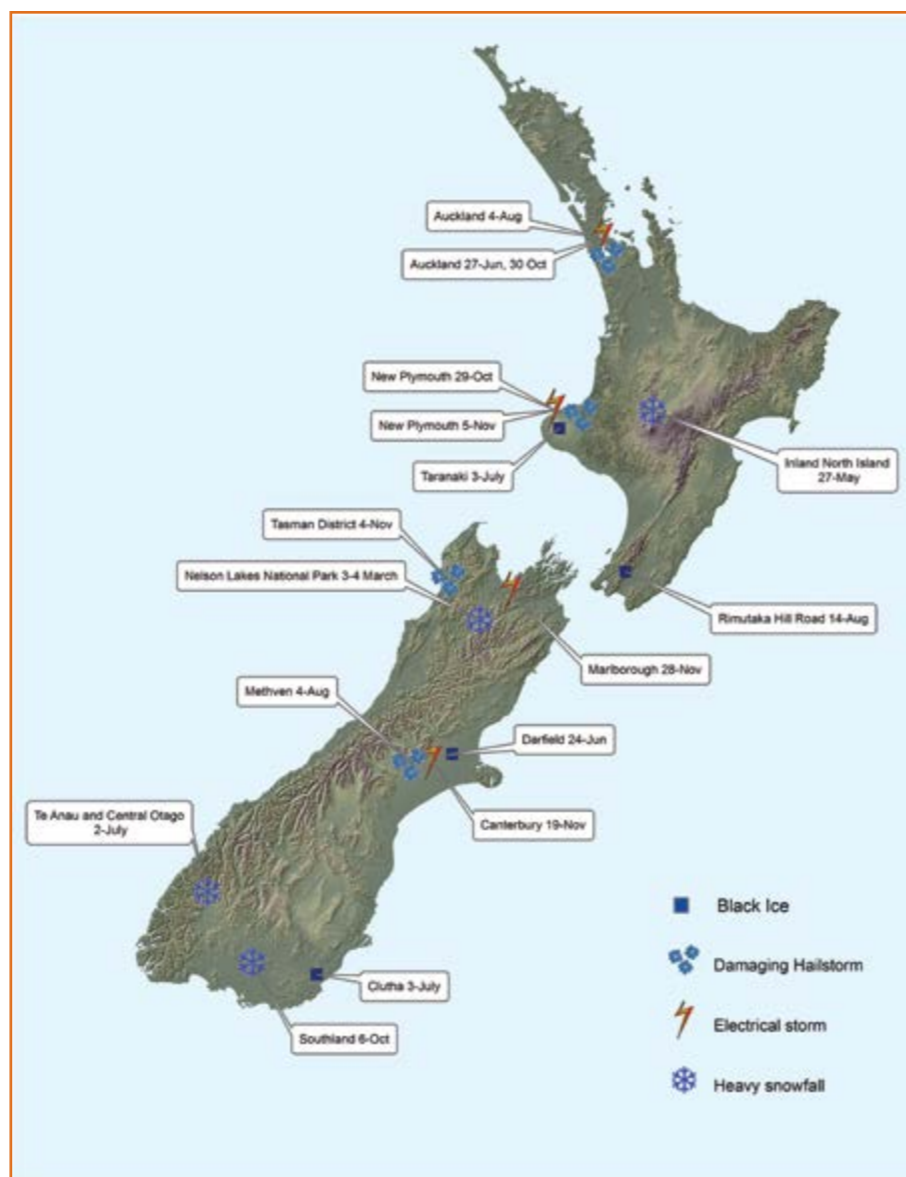 Auckland 4-Aug
Auckland 27-Jun, 30 Oct
New Plymouth 29-Oct
New Plymouth 5-Nov
Taranaki 3-July
Inland North Island
27-May
Tasman District 4-Nov
Nelson Lakes National Park 3-4 March
Rimutaka Hill Road 14-Aug
Marlborough 28-Nov
Methven 4-Aug
Darfield 24-Jun
Canterbury 19-Nov
Te Anau and Central Otago
2-July
Clutha 3-July
Southland 6-Oct
Black Ice
Damaging Hailstorm
Electrical storm
Heavy snowfall